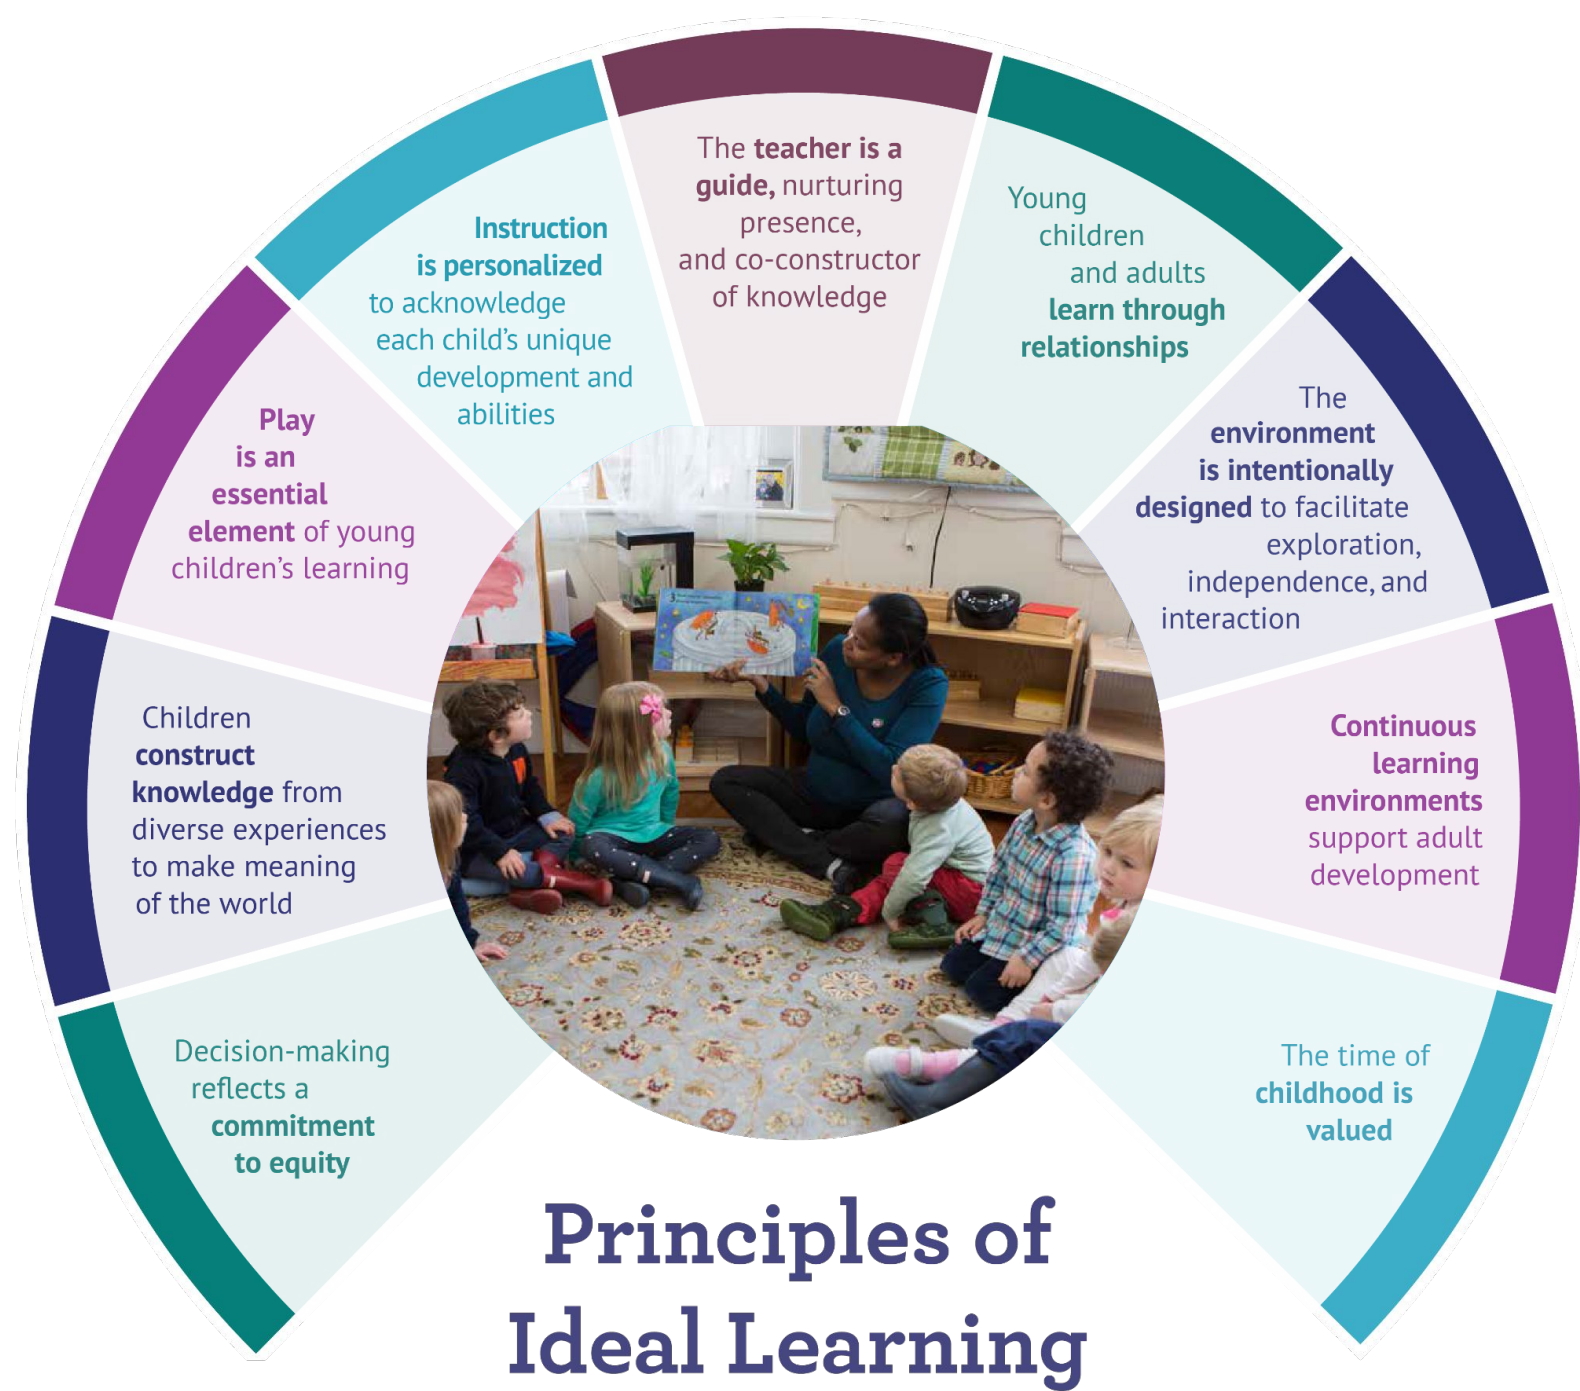 Decision-making
reflects a
commitment
to equity
Children
construct
knowledge from
diverse experiences
to make meaning
of the world
Play
is an
essential
element of young
children's learning
Instruction
is personalized
to acknowledge
each child's unique
development and
abilities
The teacher is a
guide, nurturing
presence,
and co-constructor
of knowledge
Young
children
and adults
learn through
relationships
The
environment
is intentionally
designed to facilitate
exploration,
independence, and
interaction
Continuous
learning
environments
support adult
development
The time of
childhood is
valued
3
Principles of
Ideal Learning